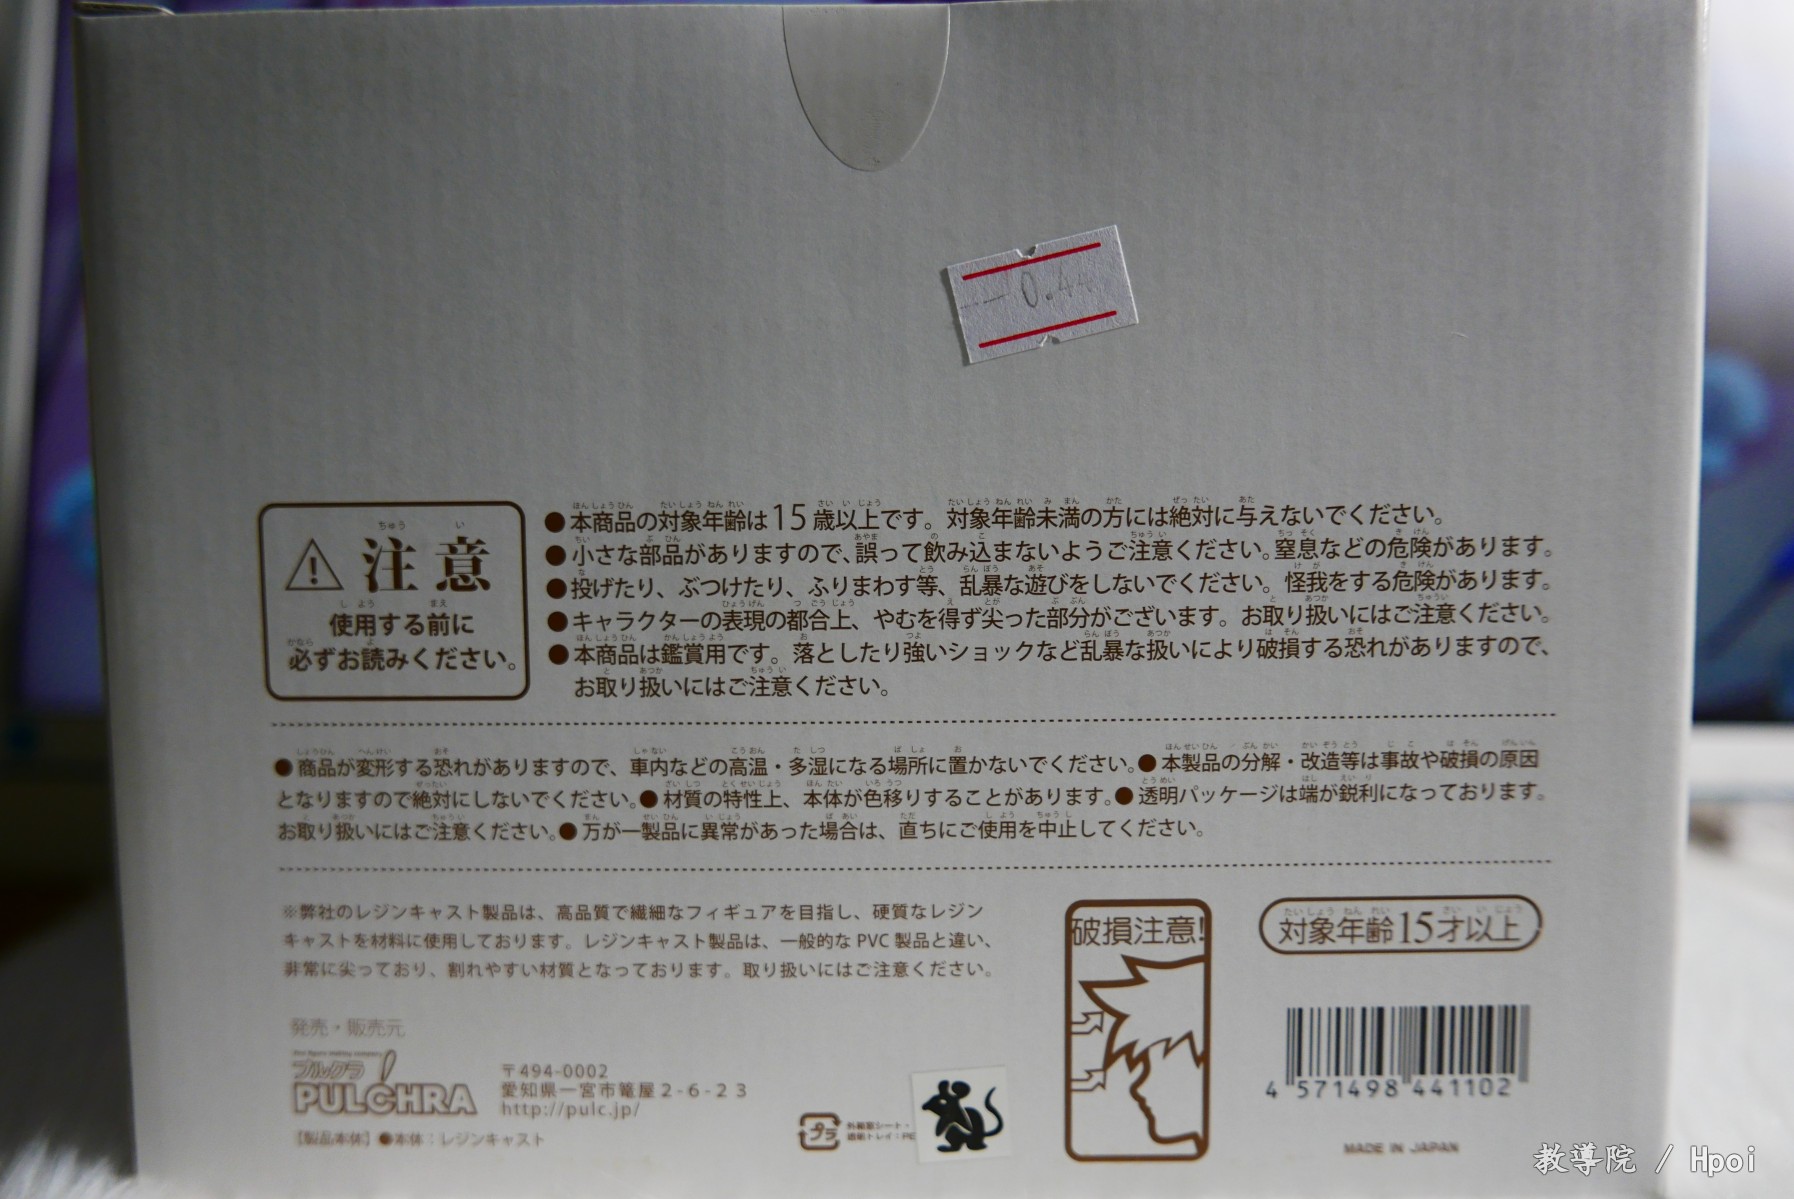 0.4
⚠ 注意
使用する前に
必ずお読みください。
●本商品の対象年齢は15歳以上です。対象年齢未満の方には絶対に与えないでください。
●小さな部品がありますので、誤って飲み込まないようご注意ください。窒息などの危険があります。
●投げたり、ぶつけたり、ふりまわす等、乱暴な遊びをしないでください。怪我をする危険があります。
●キャラクターの表現の都合上、やむを得ず尖った部分がございます。お取り扱いにはご注意ください。
●本商品は鑑賞用です。落としたり強いショックなど乱暴な扱いにより破損する恐れがありますので、
お取り扱いにはご注意ください。
●商品が変形する恐れがありますので、車内などの高温・多湿になる場所に置かないでください。●本製品の分解・改造等は事故や破損の原因
となりますので絶対にしないでください。●材質の特性上、本体が色移りすることがあります。●透明パッケージは端が鋭利になっております。
お取り扱いにはご注意ください。●万が一製品に異常があった場合は、直ちにご使用を中止してください。
※弊社のレジンキャスト製品は、高品質で繊細なフィギュアを目指し、硬質なレジン
キャストを材料に使用しております。レジンキャスト製品は、一般的なPVC製品と違い、
非常に尖っており、割れやすい材質となっております。取り扱いにはご注意ください。
発売・販売元
プルクラ
PULCHRA
〒494-0002
愛知県一宮市篭屋2-6-23
http://pulc.jp/
【製品本体】●本体：レジンキャスト
プラ
破損注意!
対象年齢15才以上
4 571498 441102
MADE IN JAPAN
教導院 / Hpoi